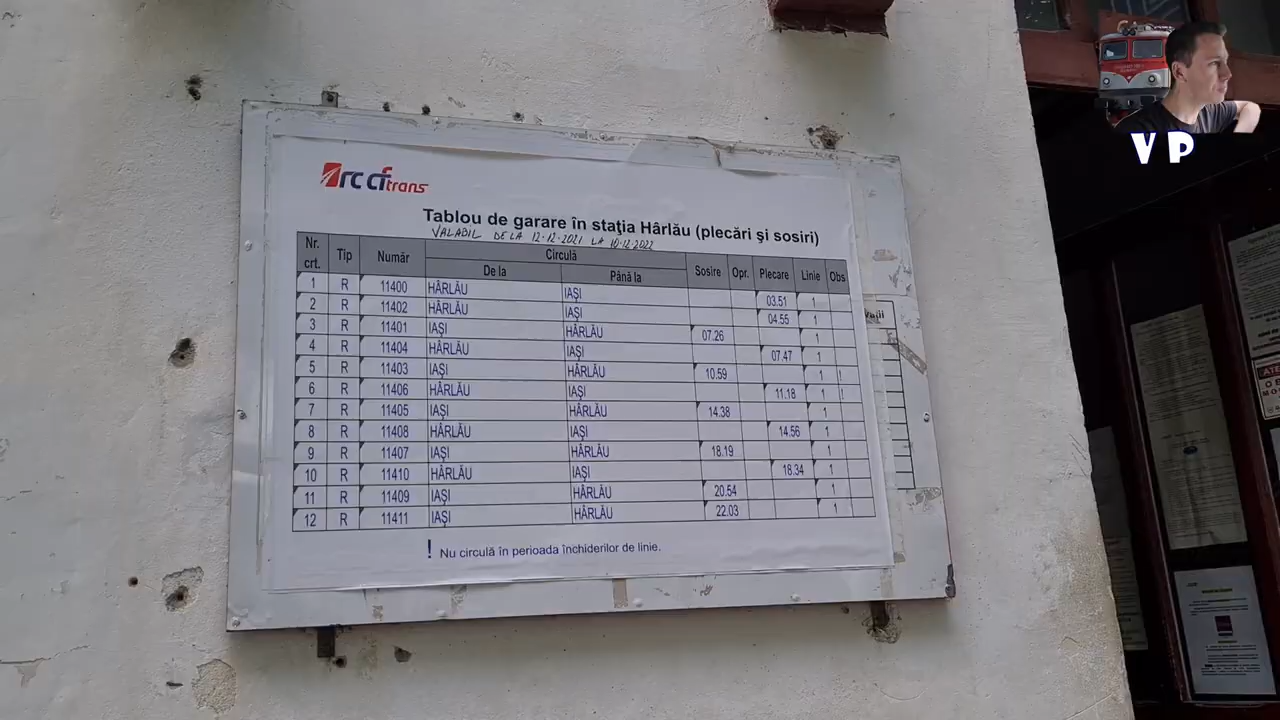 VP
rc CF trans
Tablou de garare în staţia Hârlău (plecări şi sosiri)
VALABIL DE LA 12.12.2021 LA 10.12.2022
Nr. crt. Tip Număr Circulă Sosire Opr. Plecare Linie Obs
De la Până la
1 R 11400 HÂRLĂU IAŞI 03.51 1
2 R 11402 HÂRLĂU IAŞI 04.55 1
3 R 11401 IAŞI HÂRLĂU 07.26 1
4 R 11404 HÂRLĂU IAŞI 07.47 1
5 R 11403 IAŞI HÂRLĂU 10.59 1 !
6 R 11406 HÂRLĂU IAŞI 11.18 1 !
7 R 11405 IAŞI HÂRLĂU 14.38 1
8 R 11408 HÂRLĂU IAŞI 14.56 1
9 R 11407 IAŞI HÂRLĂU 18.19 1
10 R 11410 HÂRLĂU IAŞI 18.34 1
11 R 11409 IAŞI HÂRLĂU 20.54 1
12 R 11411 IAŞI HÂRLĂU 22.03 1
! Nu circulă în perioada închiderilor de linie.